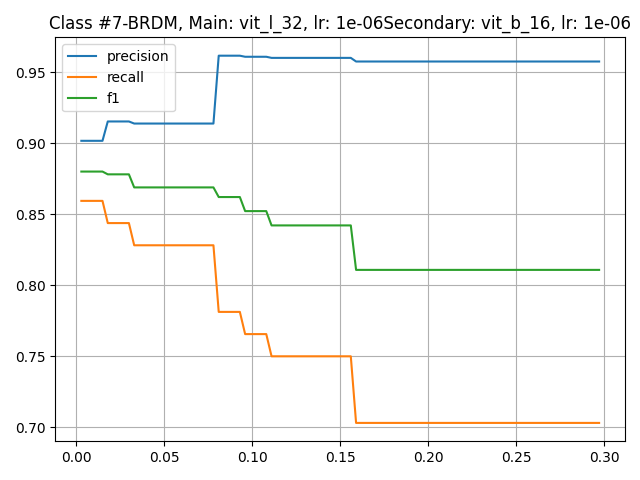 Class #7-BRDM, Main: vit_l_32, lr: 1e-06Secondary: vit_b_16, lr: 1e-06
precision
recall
f1
0.95
0.90
0.85
0.80
0.75
0.70
0.00 0.05 0.10 0.15 0.20 0.25 0.30